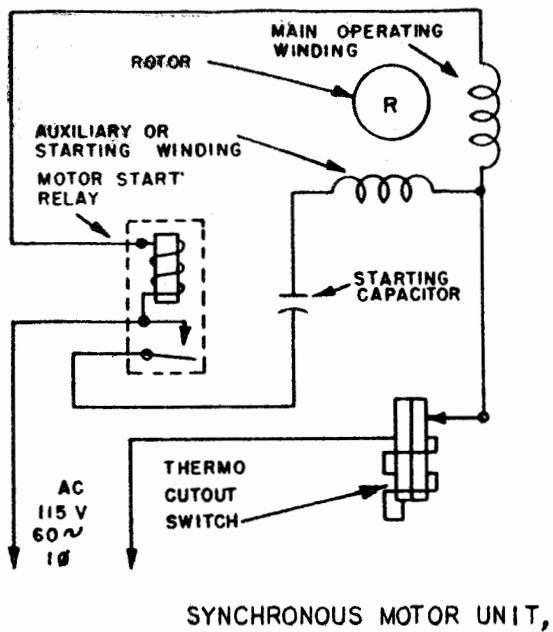 MAIN OPERATING
WINDING
ROTOR
R
AUXILIARY OR
STARTING WINDING
MOTOR START
RELAY
STARTING
CAPACITOR
THERMO
CUTOUT
SWITCH
AC
115 V
60~
1Ø
SYNCHRONOUS MOTOR UNIT,